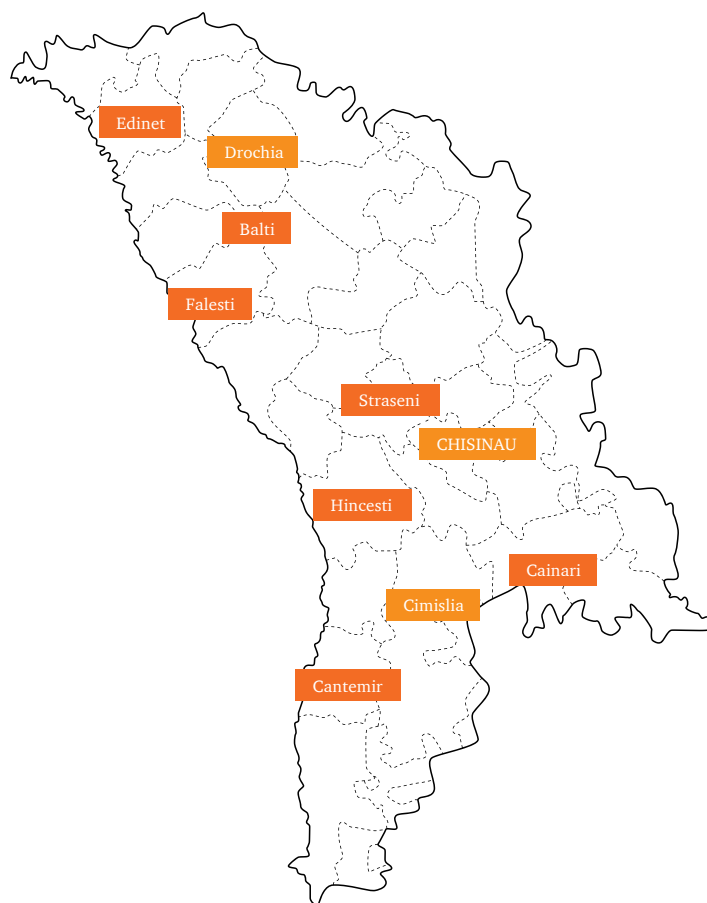 Edinet
Drochia
Balti
Falesti
Straseni
CHISINAU
Hincesti
Cainari
Cimislia
Cantemir